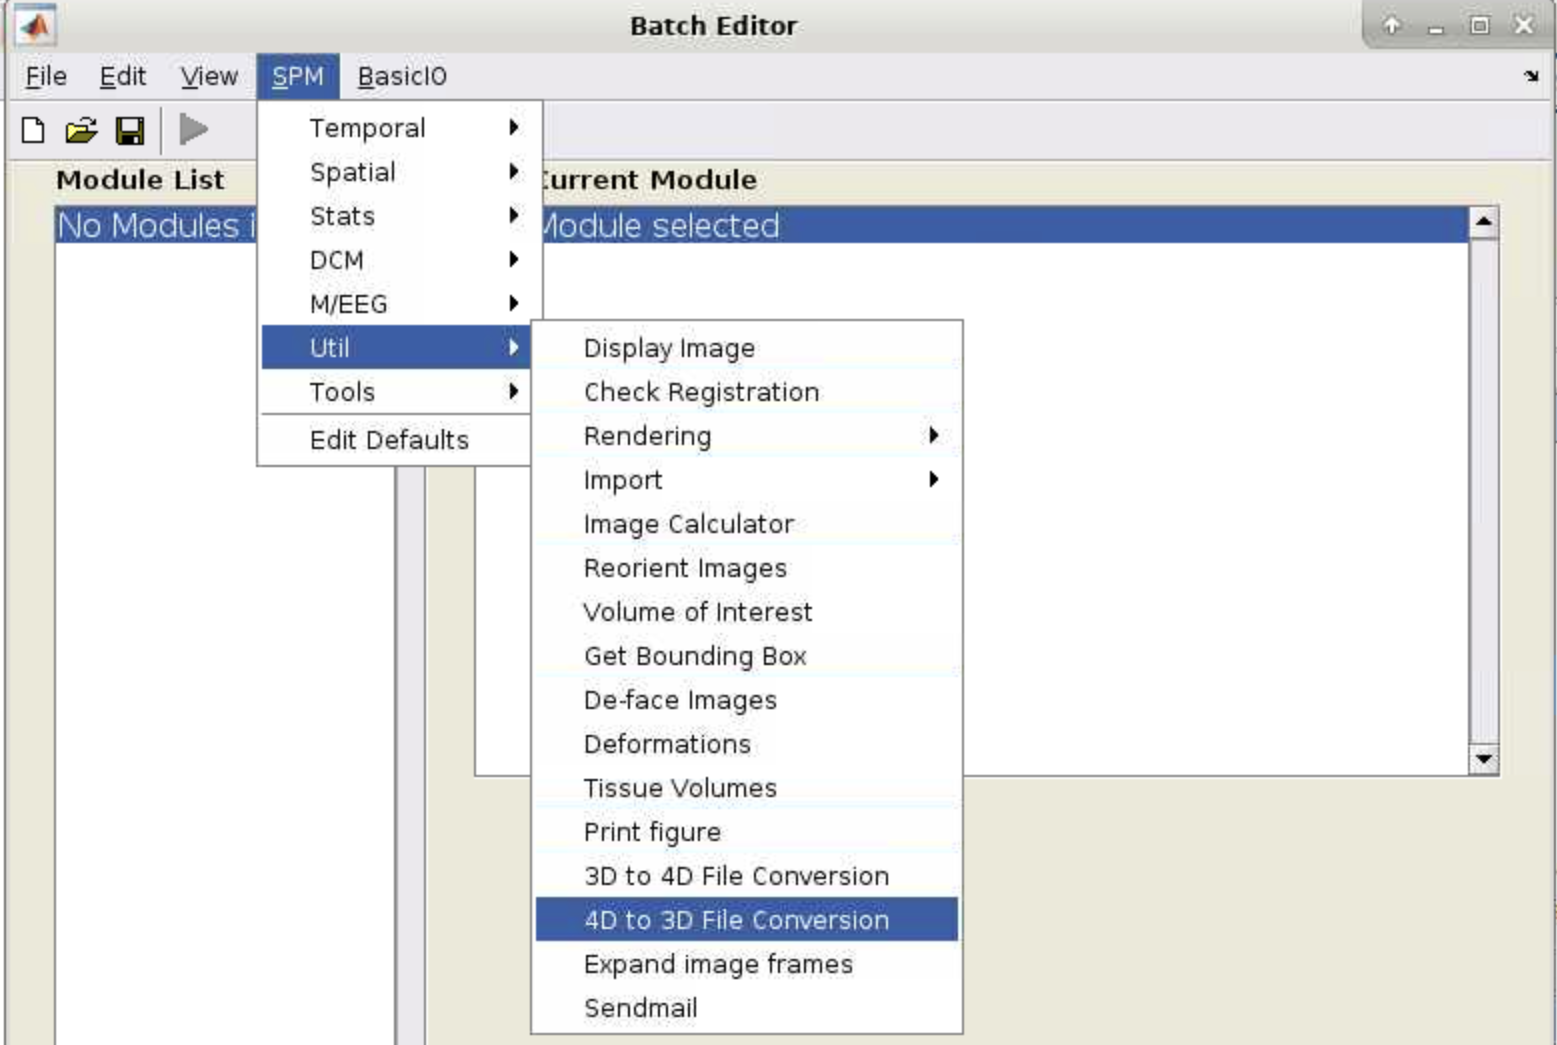 Batch Editor
File Edit View SPM BasicIO
Module List
Current Module
No Modules
Module selected
Temporal
Spatial
Stats
DCM
M/EEG
Util
Tools
Edit Defaults
Display Image
Check Registration
Rendering
Import
Image Calculator
Reorient Images
Volume of Interest
Get Bounding Box
De-face Images
Deformations
Tissue Volumes
Print figure
3D to 4D File Conversion
4D to 3D File Conversion
Expand image frames
Sendmail